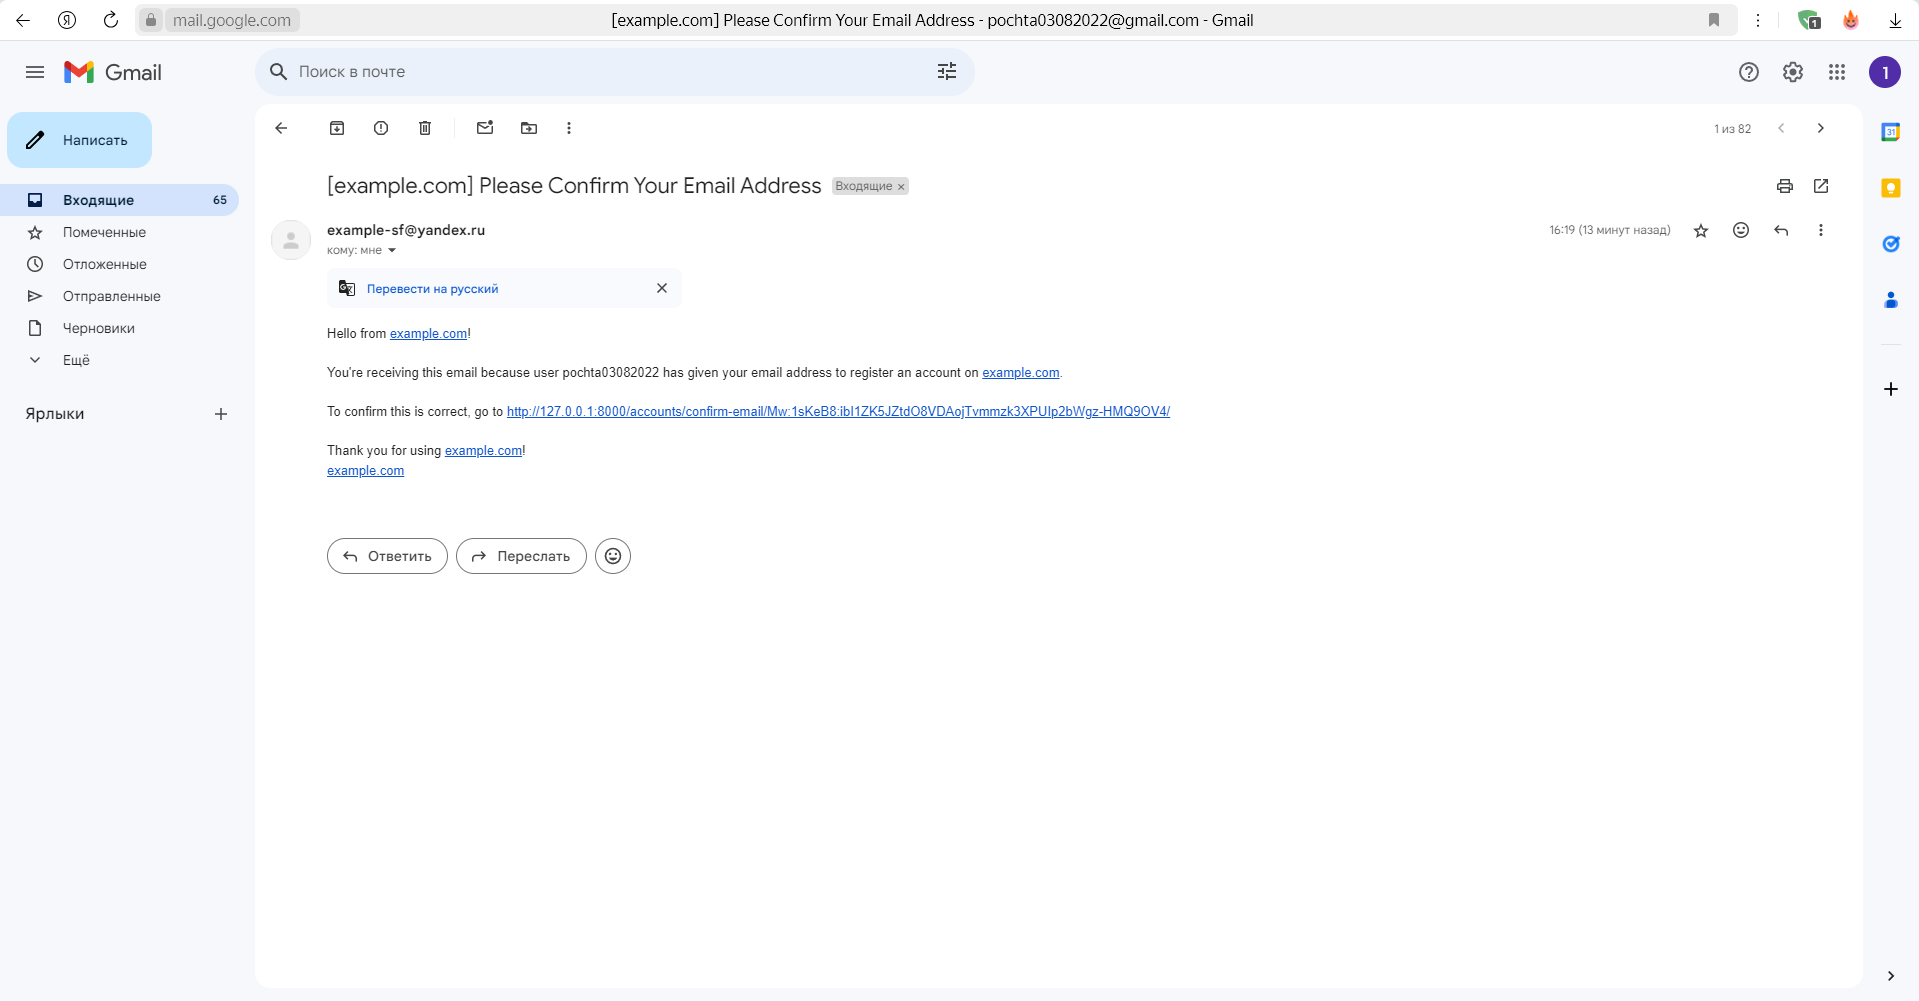 mail.google.com
[example.com] Please Confirm Your Email Address - pochta03082022@gmail.com - Gmail
1
Gmail
Поиск в почте
1
Написать
1 из 82
31
[example.com] Please Confirm Your Email Address
Входящие ×
Входящие 65
Помеченные
Отложенные
Отправленные
Черновики
Ещё
Ярлыки
example-sf@yandex.ru
16:19 (13 минут назад)
кому: мне
Перевести на русский
Hello from example.com!
You're receiving this email because user pochta03082022 has given your email address to register an account on example.com.
To confirm this is correct, go to http://127.0.0.1:8000/accounts/confirm-email/Mw:1sKeB8:ibI1ZK5JZtdO8VDAojTvmmzk3XPUIp2bWgz-HMQ9OV4/
Thank you for using example.com!
example.com
Ответить
Переслать